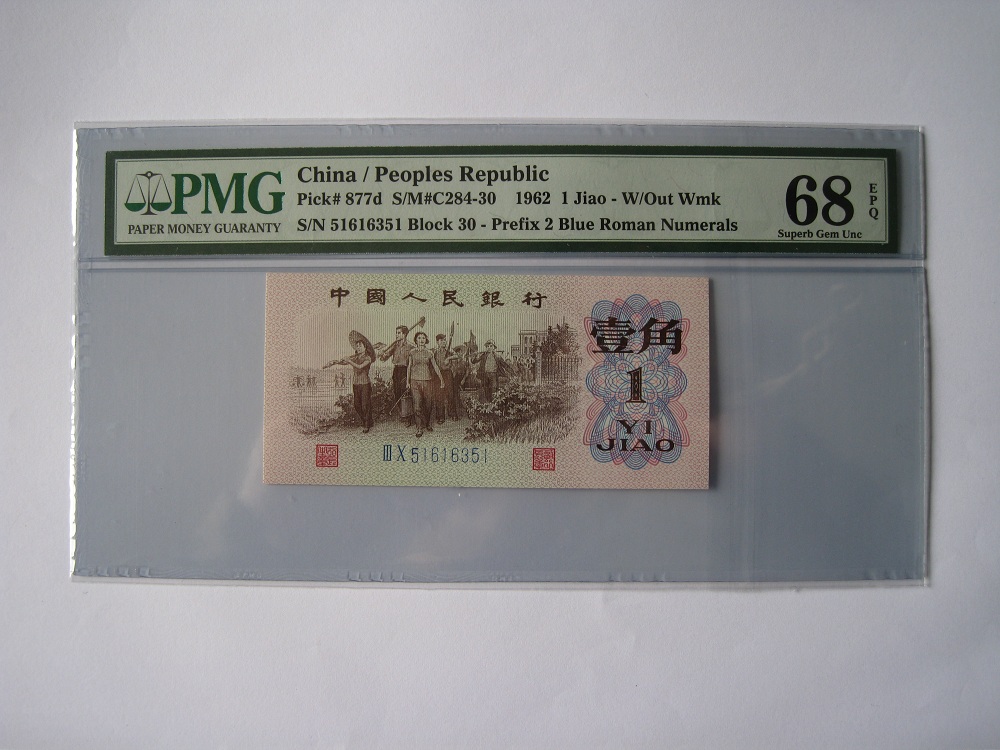 PMG
PAPER MONEY GUARANTY
China / Peoples Republic
Pick# 877d S/M#C284-30 1962 1 Jiao - W/Out Wmk
S/N 51616351 Block 30 - Prefix 2 Blue Roman Numerals
68
EPQ
Superb Gem Unc
中國人民銀行
壹角
1
YI
JIAO
ⅢⅩ51616351